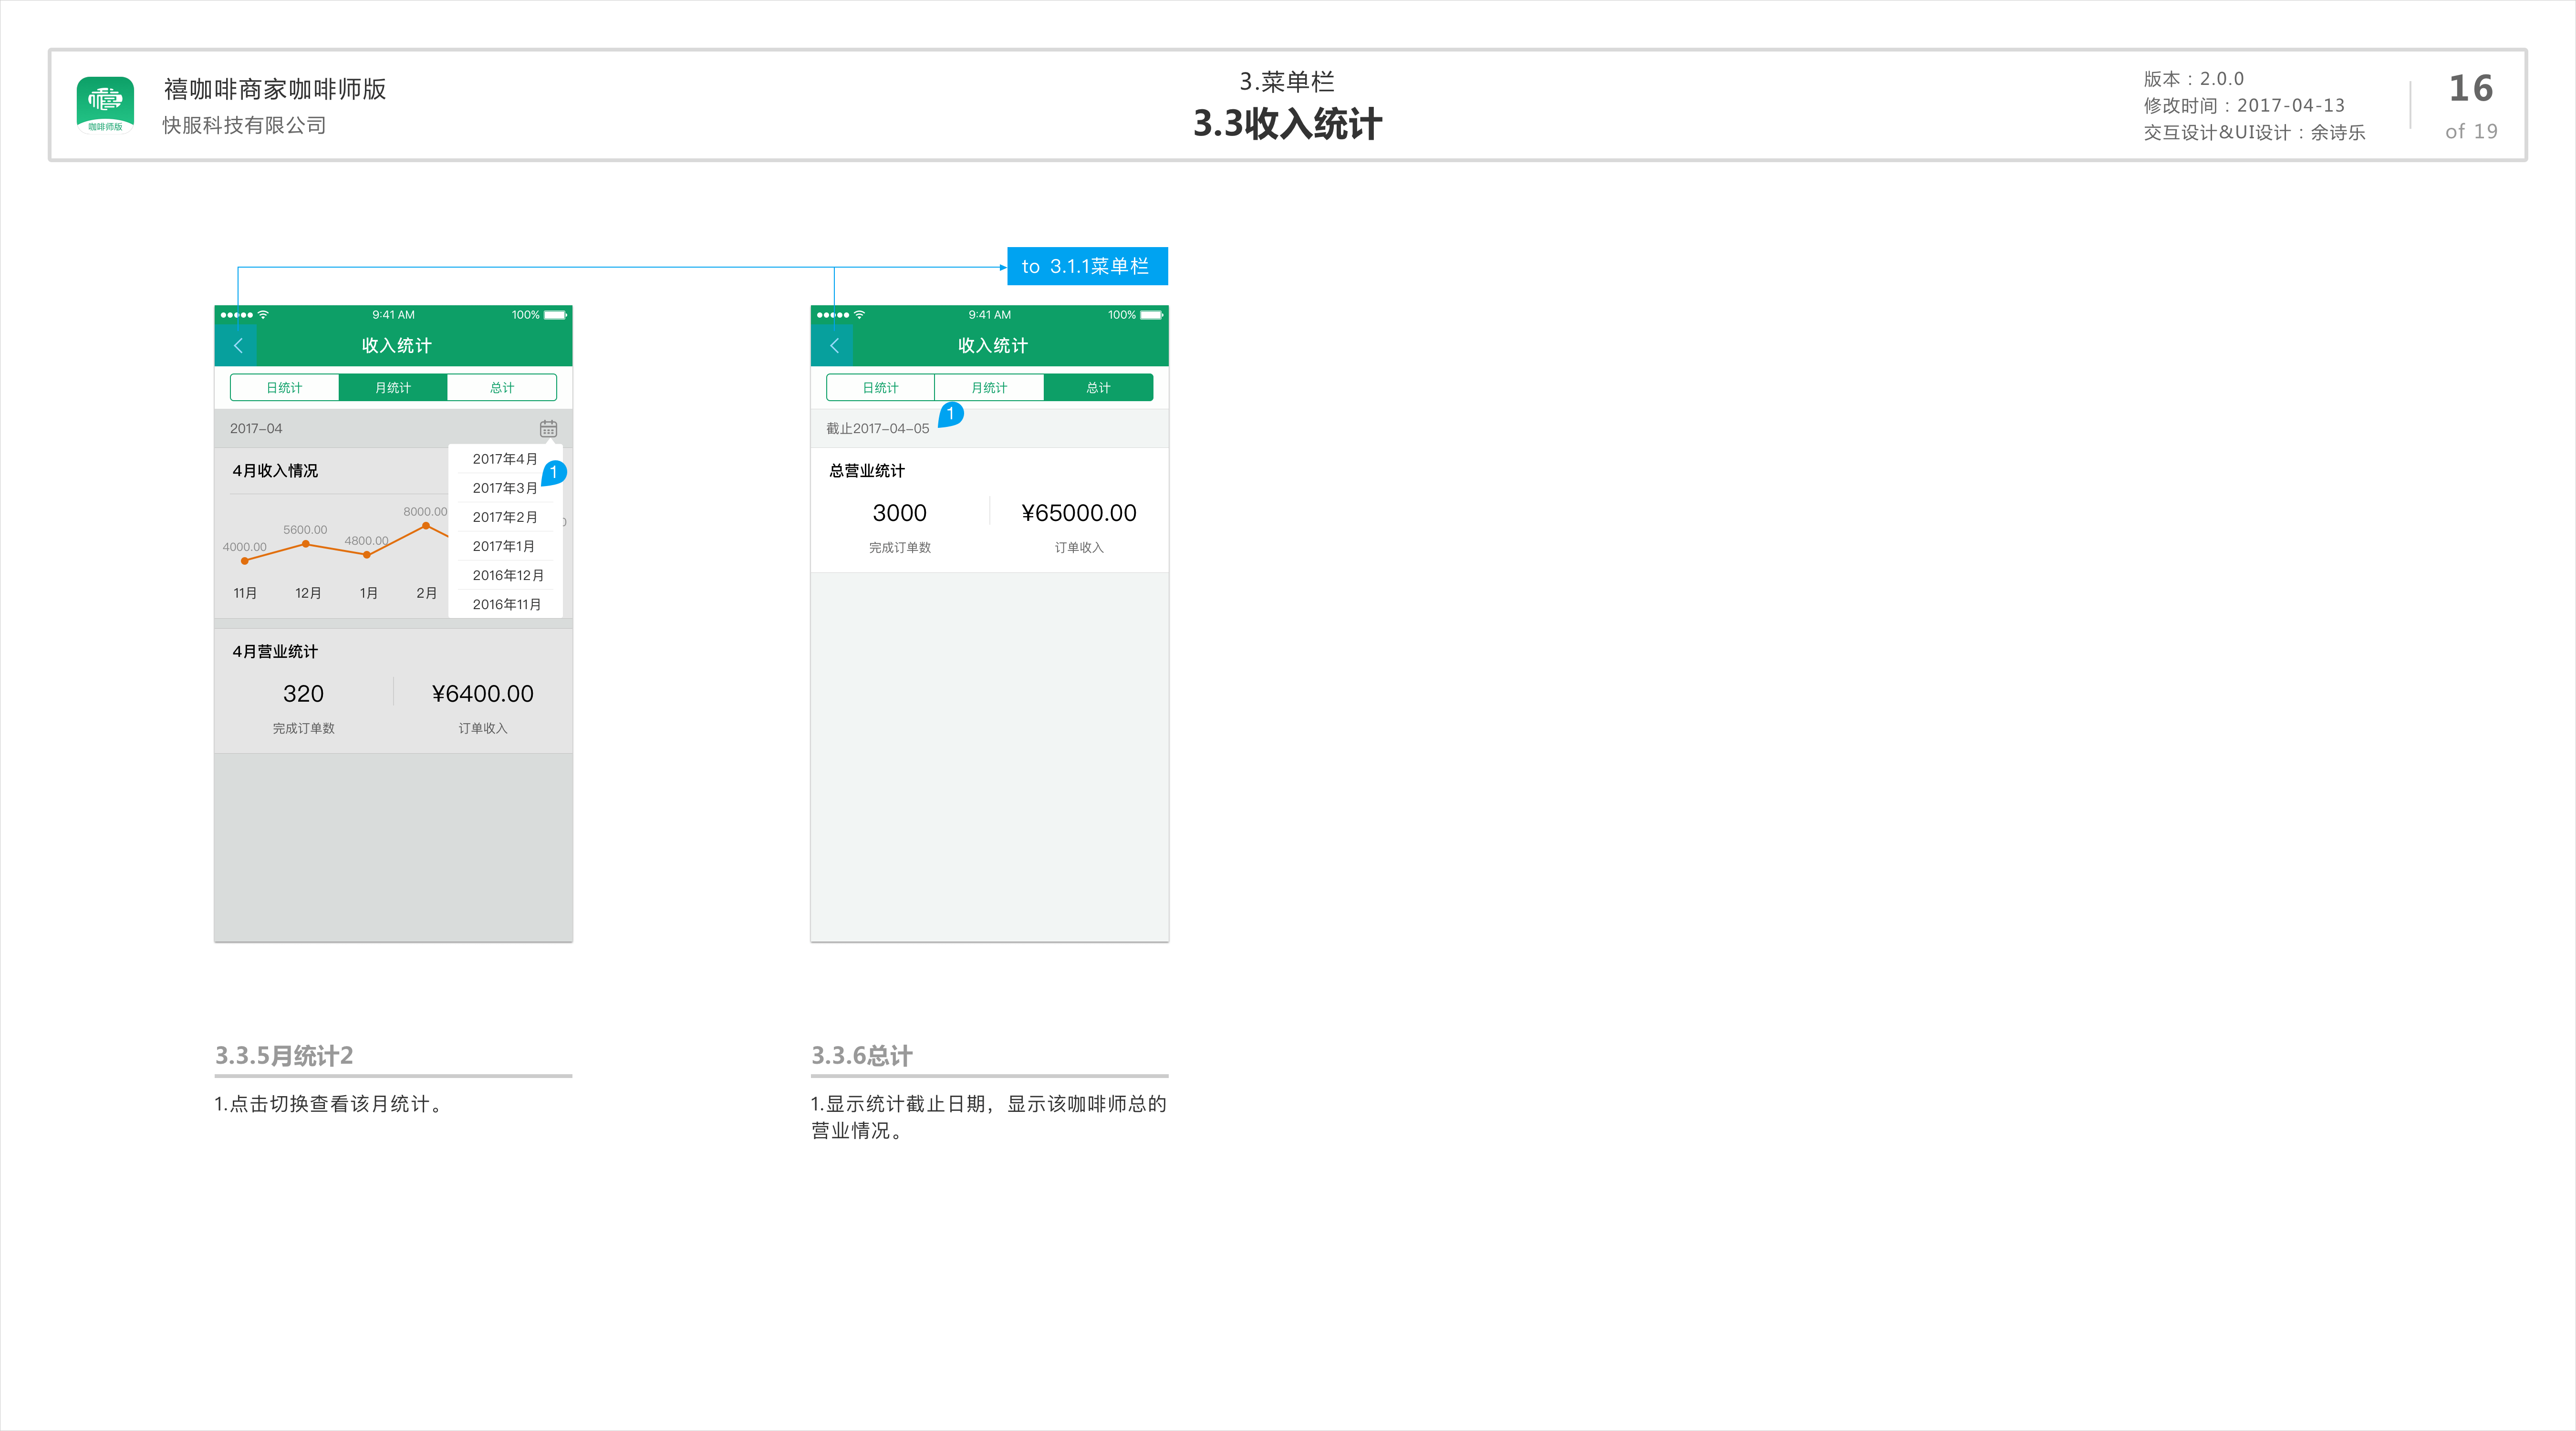 咖啡师版
禧咖啡商家咖啡师版
快服科技有限公司
3.菜单栏
3.3收入统计
版本：2.0.0
修改时间：2017-04-13
交互设计&UI设计：余诗乐
16
of 19
to 3.1.1菜单栏
9:41 AM
100%
收入统计
日统计
月统计
总计
2017-04
2017年4月
1
2017年3月
2017年2月
2017年1月
2016年12月
2016年11月
4月收入情况
4000.00
5600.00
4800.00
8000.00
11月
12月
1月
2月
4月营业统计
320
¥6400.00
完成订单数
订单收入
9:41 AM
100%
收入统计
日统计
月统计
总计
1
截止2017-04-05
总营业统计
3000
¥65000.00
完成订单数
订单收入
3.3.5月统计2
1.点击切换查看该月统计。
3.3.6总计
1.显示统计截止日期，显示该咖啡师总的
营业情况。